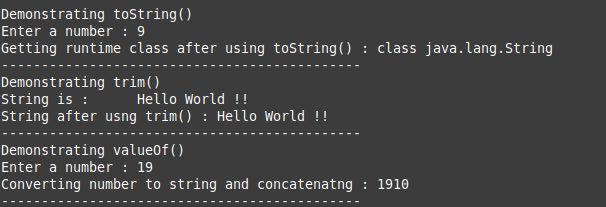 Demonstrating toString()
Enter a number : 9
Getting runtime class after using toString() : class java.lang.String
---------------------------------------------
Demonstrating trim()
String is :      Hello World !!
String after usng trim() : Hello World !!
---------------------------------------------
Demonstrating valueOf()
Enter a number : 19
Converting number to string and concatenatng : 1910
---------------------------------------------